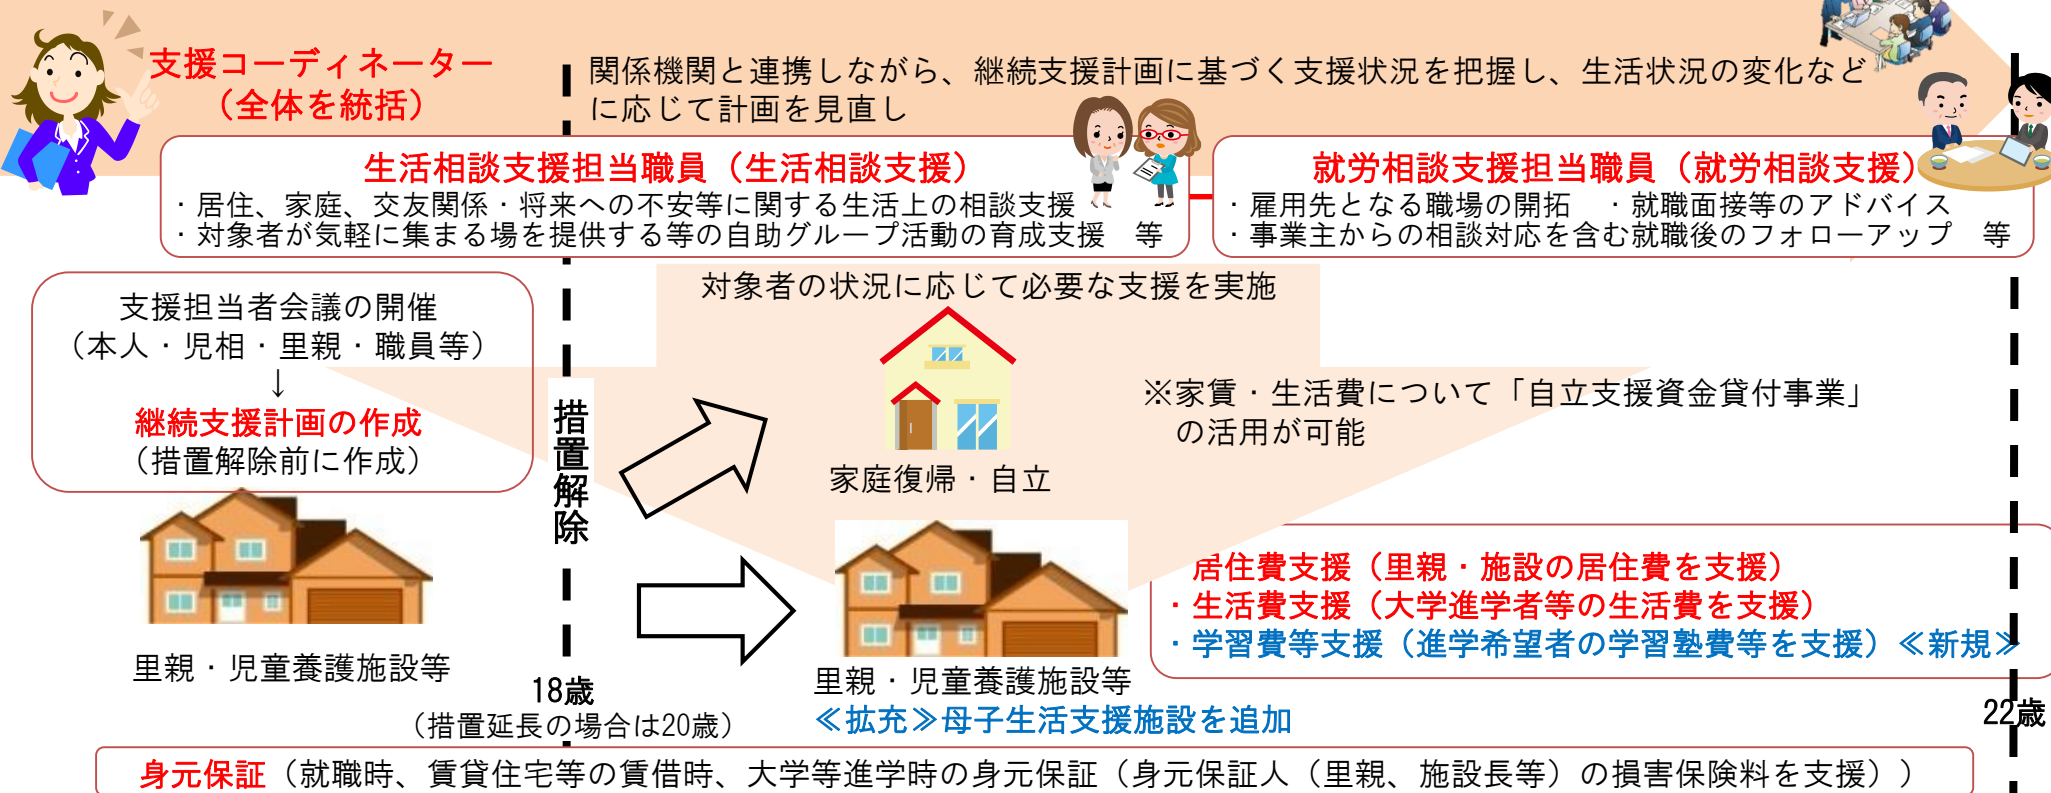 支援コーディネーター
（全体を統括）
関係機関と連携しながら、継続支援計画に基づく支援状況を把握し、生活状況の変化など
に応じて計画を見直し
生活相談支援担当職員（生活相談支援）
・居住、家庭、交友関係・将来への不安等に関する生活上の相談支援
・対象者が気軽に集まる場を提供する等の自助グループ活動の育成支援　等
就労相談支援担当職員（就労相談支援）
・雇用先となる職場の開拓　・就職面接等のアドバイス
・事業主からの相談対応を含む就職後のフォローアップ　等
支援担当者会議の開催
（本人・児相・里親・職員等）
↓
継続支援計画の作成
（措置解除前に作成）
里親・児童養護施設等
措置解除
18歳
（措置延長の場合は20歳）
対象者の状況に応じて必要な支援を実施
家庭復帰・自立
※家賃・生活費について「自立支援資金貸付事業」
の活用が可能
里親・児童養護施設等
≪拡充≫母子生活支援施設を追加
居住費支援（里親・施設の居住費を支援）
・生活費支援（大学進学者等の生活費を支援）
・学習費等支援（進学希望者の学習塾費等を支援）≪新規≫
22歳
身元保証（就職時、賃貸住宅等の賃借時、大学等進学時の身元保証（身元保証人（里親、施設長等）の損害保険料を支援））